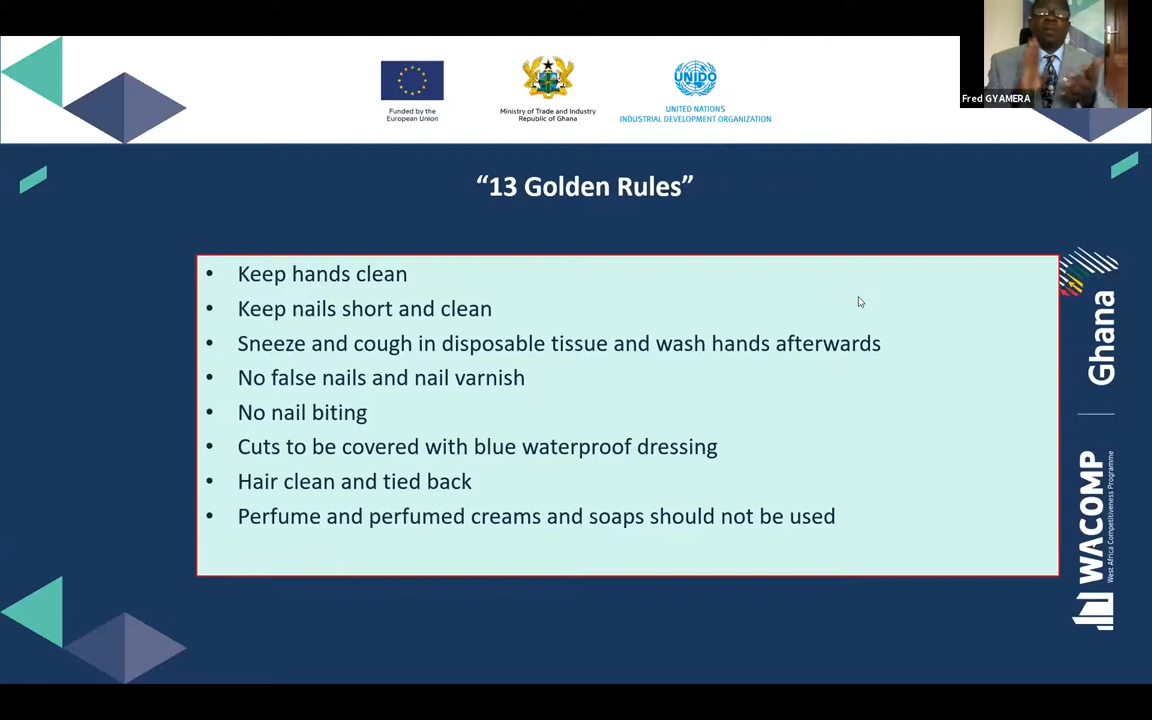 Funded by the
European Union
Ministry of Trade and Industry
Republic of Ghana
UNIDO
UNITED NATIONS
INDUSTRIAL DEVELOPMENT ORGANIZATION
Fred GYAMERA
“13 Golden Rules”
• Keep hands clean
• Keep nails short and clean
• Sneeze and cough in disposable tissue and wash hands afterwards
• No false nails and nail varnish
• No nail biting
• Cuts to be covered with blue waterproof dressing
• Hair clean and tied back
• Perfume and perfumed creams and soaps should not be used
Ghana
WACOMP
West Africa Competitiveness Programme